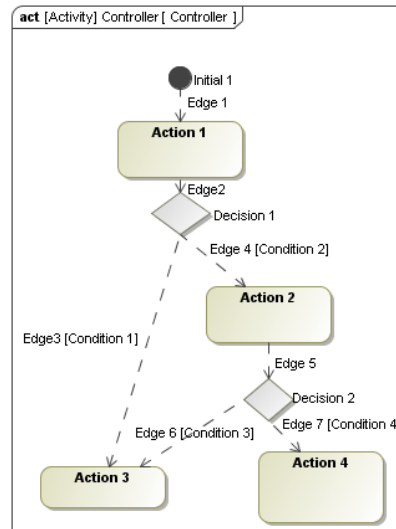 act [Activity] Controller [ Controller ]
Initial 1
Edge 1
Action 1
Edge2
Decision 1
Edge 4 [Condition 2]
Action 2
Edge3 [Condition 1]
Edge 5
Decision 2
Edge 6 [Condition 3]
Edge 7 [Condition 4
Action 3
Action 4